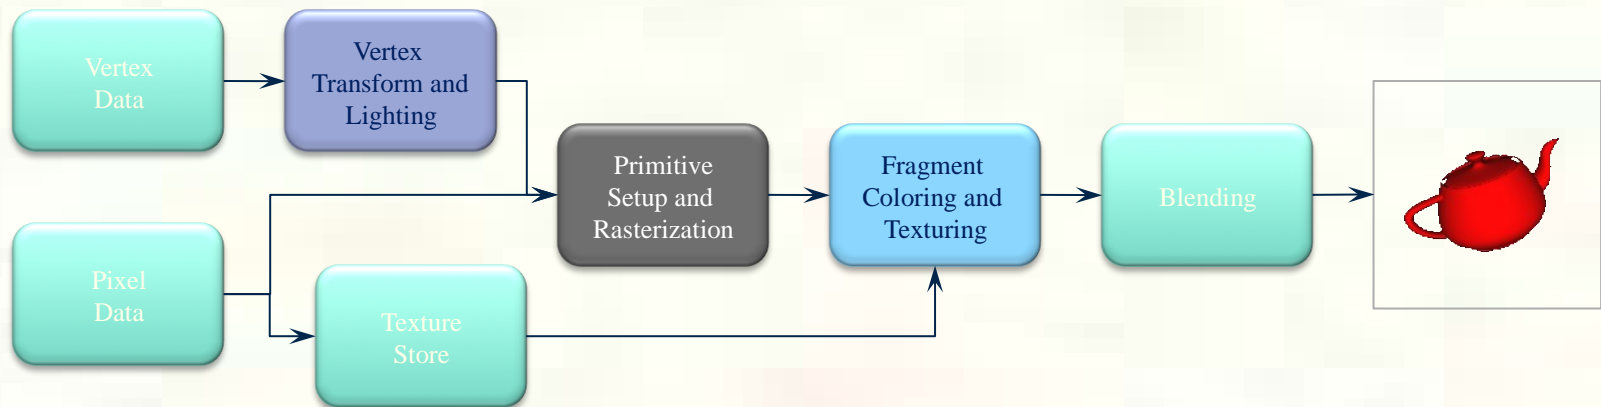 Vertex
Data
Vertex
Transform and
Lighting
Primitive
Setup and
Rasterization
Fragment
Coloring and
Texturing
Blending
Pixel
Data
Texture
Store